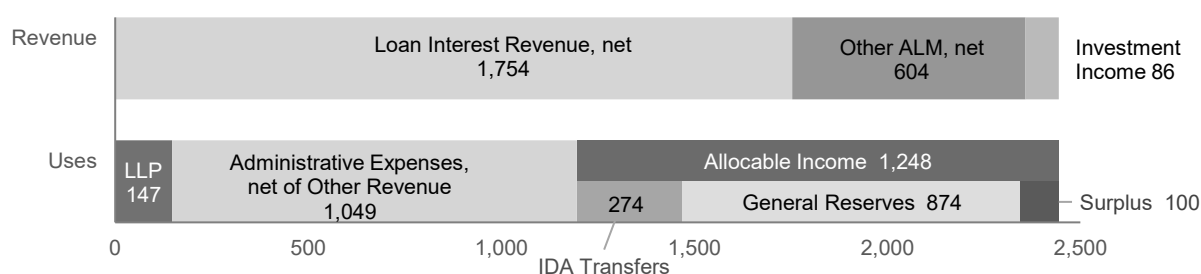 Revenue
Loan Interest Revenue, net
1,754
Other ALM, net
604
Investment
Income 86
Uses
LLP
147
Administrative Expenses,
net of Other Revenue
1,049
Allocable Income 1,248
274
General Reserves 874
Surplus 100
0 500 1,000 1,500 2,000 2,500
IDA Transfers